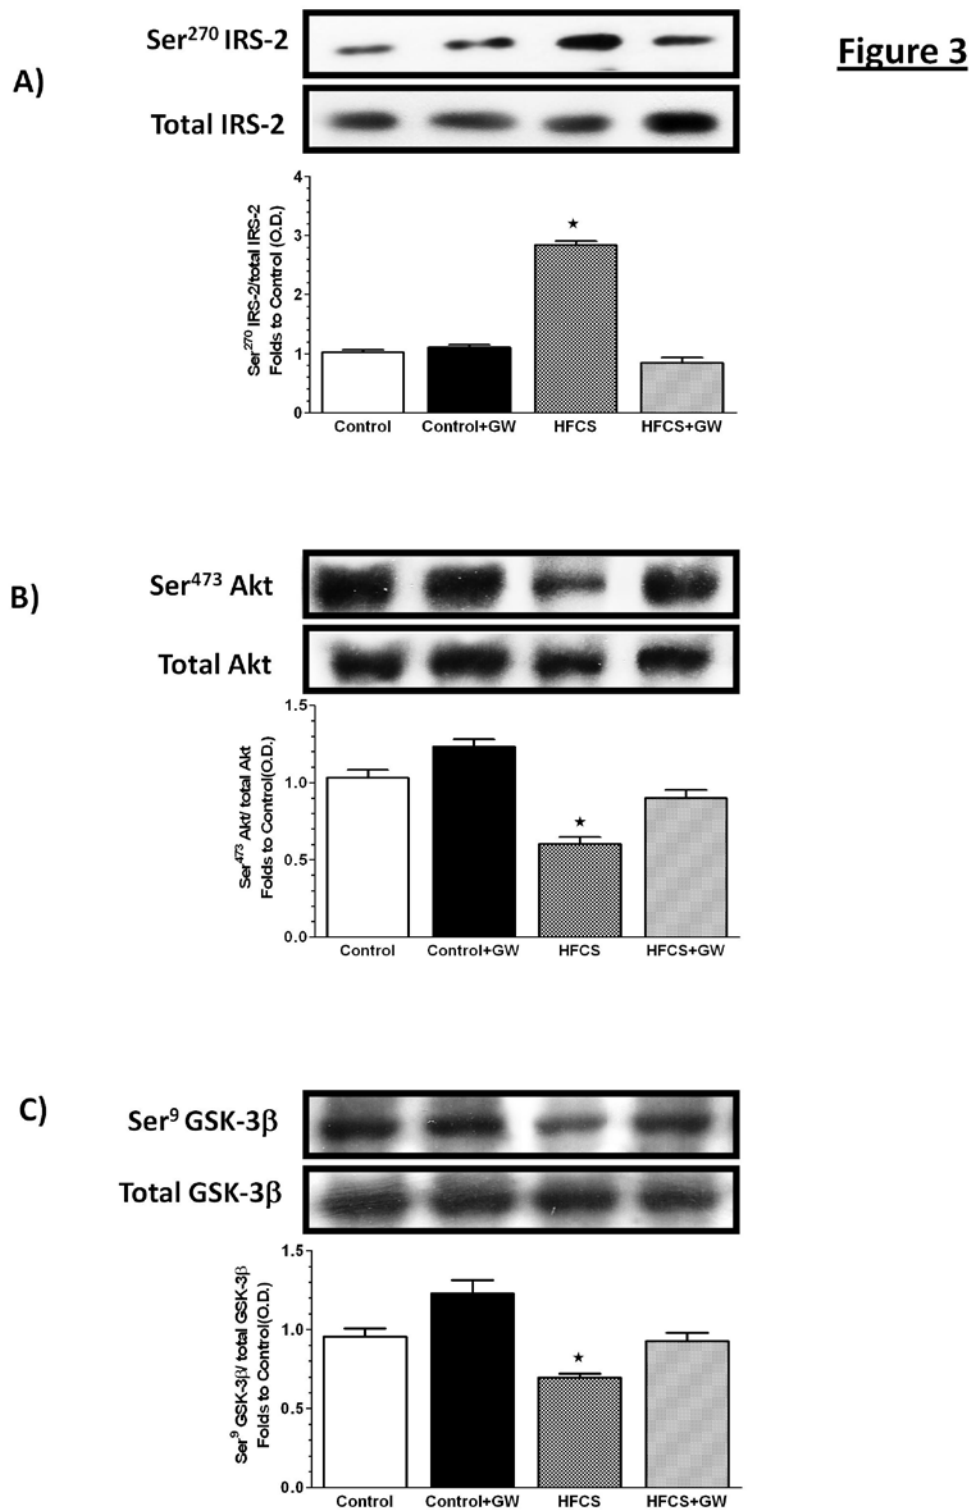 Figure 3
A)
Ser²⁷⁰ IRS-2
Total IRS-2
Ser²⁷⁰ IRS-2/total IRS-2
Folds to Control (O.D.)
4
3
2
1
0
★
Control Control+GW HFCS HFCS+GW
B)
Ser⁴⁷³ Akt
Total Akt
Ser⁴⁷³ Akt/ total Akt
Folds to Control(O.D.)
1.5
1.0
0.5
0.0
★
Control Control+GW HFCS HFCS+GW
C)
Ser⁹ GSK-3β
Total GSK-3β
Ser⁹ GSK-3β/ total GSK-3β
Folds to Control(O.D.)
1.5
1.0
0.5
0.0
★
Control Control+GW HFCS HFCS+GW